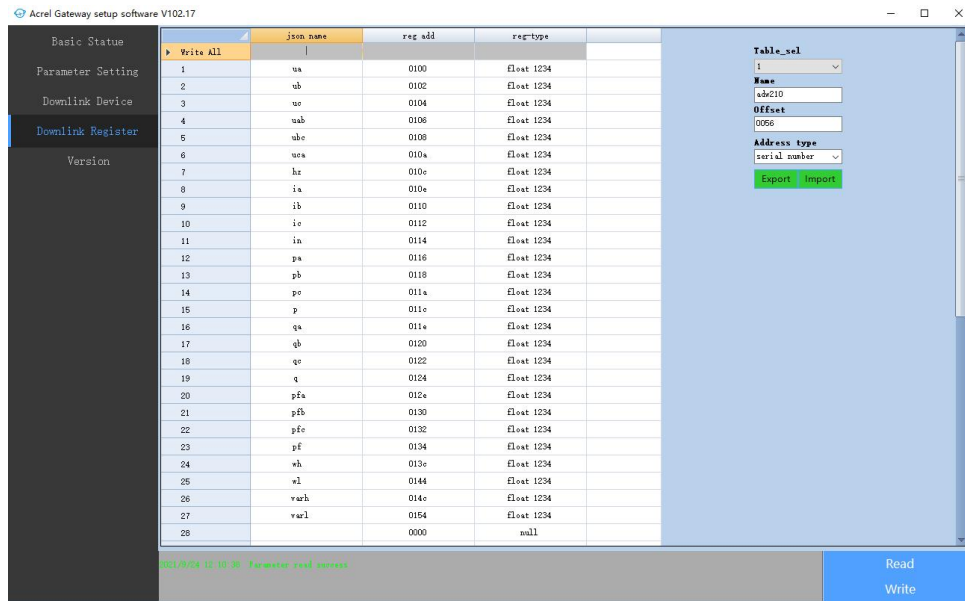 Acrel Gateway setup software V102.17
Basic Statue
Parameter Setting
Downlink Device
Downlink Register
Version
json name reg add reg-type
Write All
1 ua 0100 float 1234
2 ub 0102 float 1234
3 uc 0104 float 1234
4 uab 0106 float 1234
5 ubc 0108 float 1234
6 uca 010a float 1234
7 hz 010c float 1234
8 ia 010e float 1234
9 ib 0110 float 1234
10 ic 0112 float 1234
11 in 0114 float 1234
12 pa 0116 float 1234
13 pb 0118 float 1234
14 pc 011a float 1234
15 p 011c float 1234
16 qa 011e float 1234
17 qb 0120 float 1234
18 qc 0122 float 1234
19 q 0124 float 1234
20 pfa 012e float 1234
21 pfb 0130 float 1234
22 pfc 0132 float 1234
23 pf 0134 float 1234
24 wh 013c float 1234
25 wl 0144 float 1234
26 varh 014c float 1234
27 varl 0154 float 1234
28 0000 null
Table_sel
1
Name
adw210
Offset
0056
Address type
serial number
Export Import
Parameter read
Read
Write